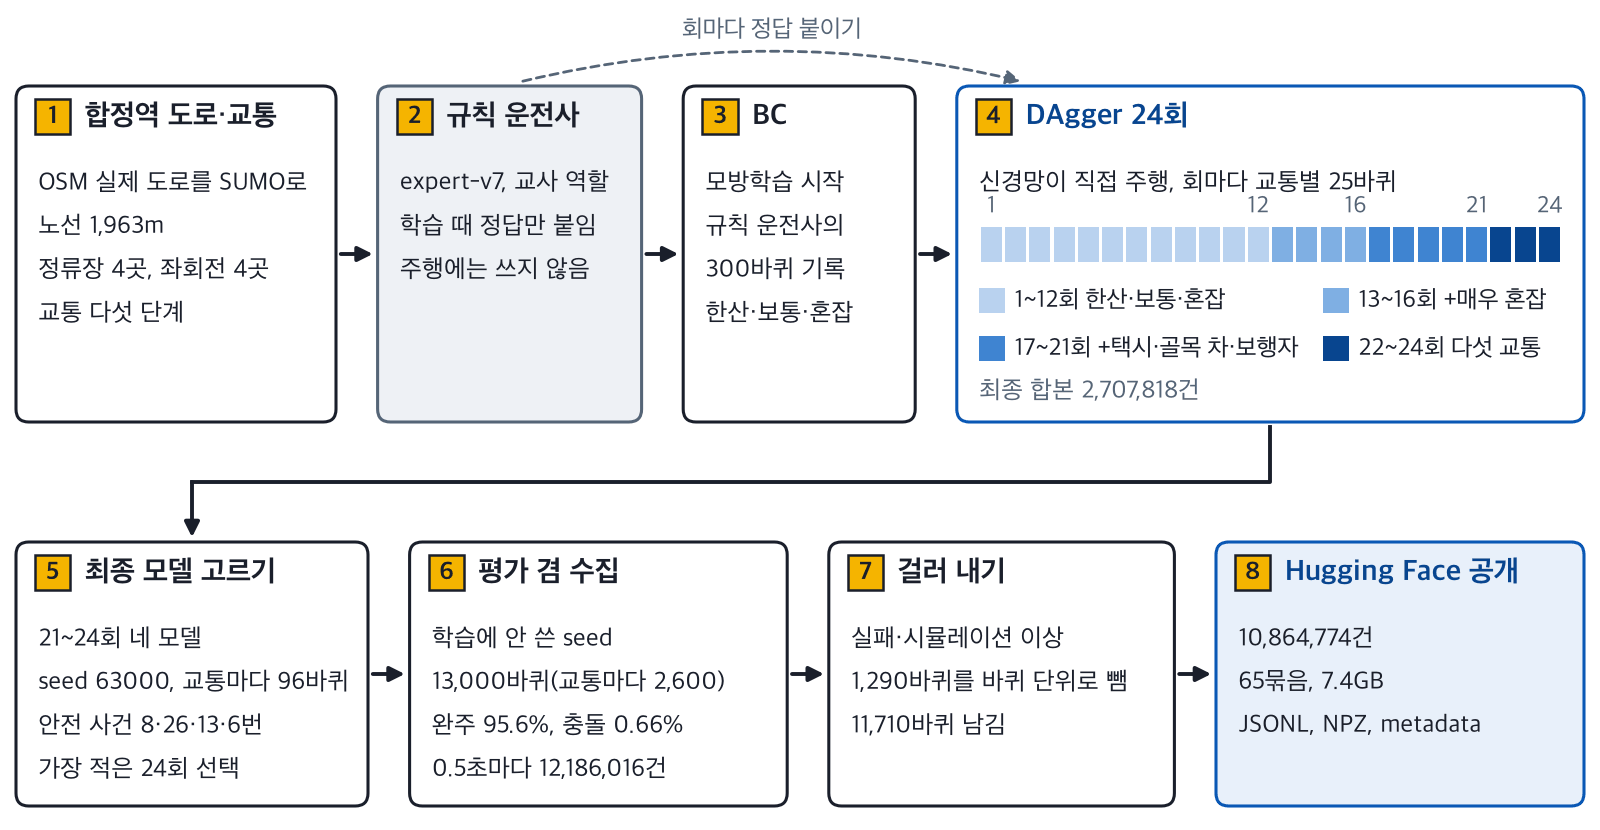 회마다 정답 붙이기
1 합정역 도로·교통
OSM 실제 도로를 SUMO로
노선 1,963m
정류장 4곳, 좌회전 4곳
교통 다섯 단계
2 규칙 운전사
expert-v7, 교사 역할
학습 때 정답만 붙임
주행에는 쓰지 않음
3 BC
모방학습 시작
규칙 운전사의
300바퀴 기록
한산·보통·혼잡
4 DAgger 24회
신경망이 직접 주행, 회마다 교통별 25바퀴
1 12 16 21 24
1~12회 한산·보통·혼잡
13~16회 +매우 혼잡
17~21회 +택시·골목 차·보행자
22~24회 다섯 교통
최종 합본 2,707,818건
5 최종 모델 고르기
21~24회 네 모델
seed 63000, 교통마다 96바퀴
안전 사건 8·26·13·6번
가장 적은 24회 선택
6 평가 겸 수집
학습에 안 쓴 seed
13,000바퀴(교통마다 2,600)
완주 95.6%, 충돌 0.66%
0.5초마다 12,186,016건
7 걸러 내기
실패·시뮬레이션 이상
1,290바퀴를 바퀴 단위로 뺌
11,710바퀴 남김
8 Hugging Face 공개
10,864,774건
65묶음, 7.4GB
JSONL, NPZ, metadata